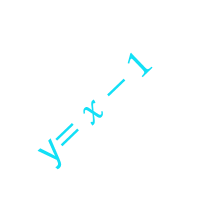 y= x − 1